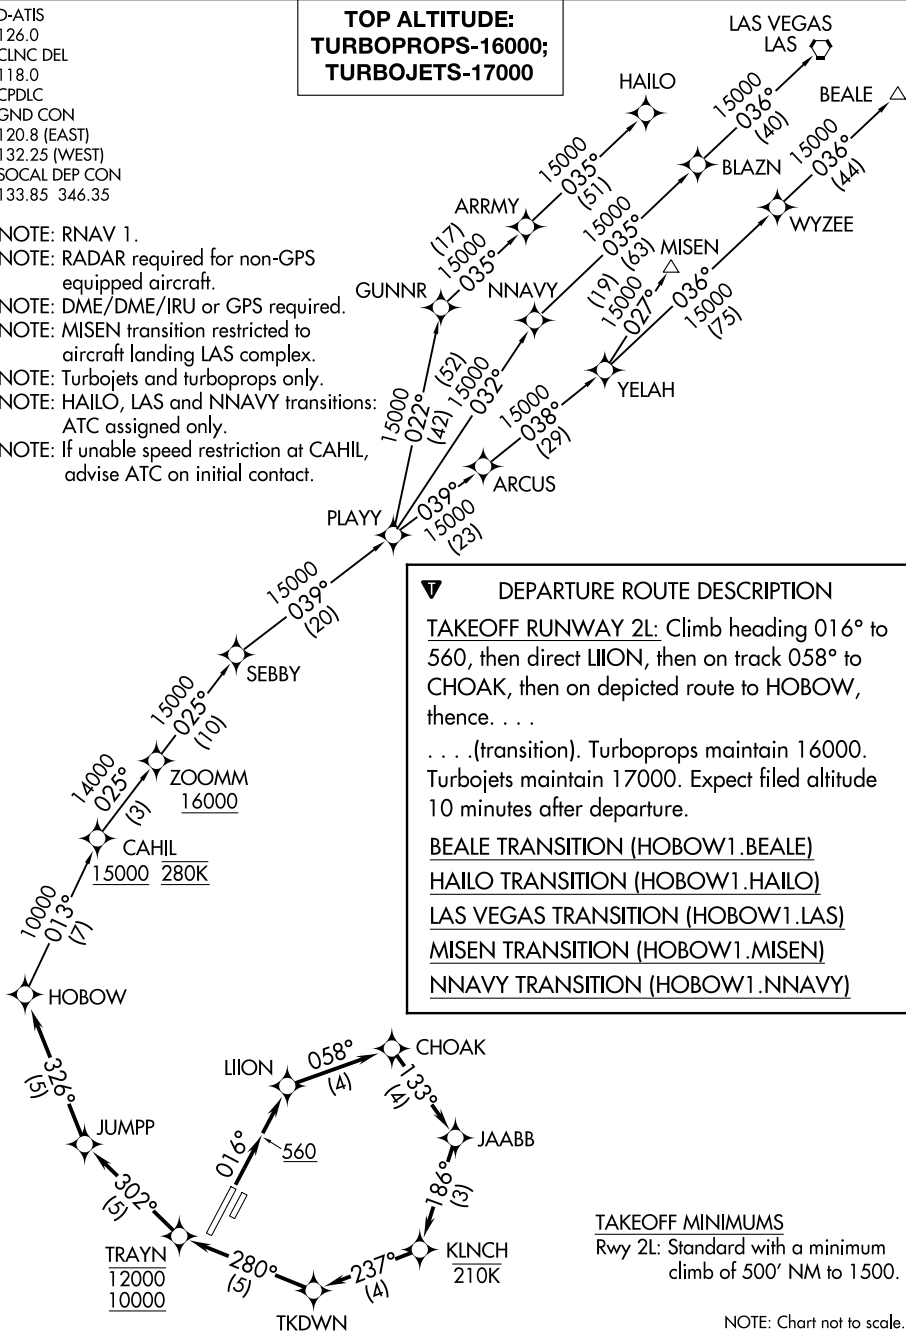 D-ATIS
126.0
CLNC DEL
118.0
CPDLC
GND CON
120.8 (EAST)
132.25 (WEST)
SOCAL DEP CON
133.85 346.35
TOP ALTITUDE:
TURBOPROPS-16000;
TURBOJETS-17000
NOTE: RNAV 1.
NOTE: RADAR required for non-GPS
equipped aircraft.
NOTE: DME/DME/IRU or GPS required.
NOTE: MISEN transition restricted to
aircraft landing LAS complex.
NOTE: Turbojets and turboprops only.
NOTE: HAILO, LAS and NNAVY transitions:
ATC assigned only.
NOTE: If unable speed restriction at CAHIL,
advise ATC on initial contact.
LAS VEGAS
LAS
HAILO
BEALE
15000
036°
(40)
15000
036°
(44)
15000
035°
(51)
BLAZN
WYZEE
ARRMY
(17)
15000
035°
15000
035°
(63)
MISEN
GUNNR
NNAVY
(19)
15000
027°
036°
15000
(75)
YELAH
15000
022°
(42)
(52)
15000
032°
15000
038°
(29)
ARCUS
PLAYY
039°
15000
(23)
15000
039°
(20)
SEBBY
15000
025°
(10)
ZOOMM
16000
14000
025°
(3)
CAHIL
15000 280K
10000
013°
(7)
HOBOW
T DEPARTURE ROUTE DESCRIPTION
TAKEOFF RUNWAY 2L: Climb heading 016° to
560, then direct LIION, then on track 058° to
CHOAK, then on depicted route to HOBOW,
thence. . . .
. . . .(transition). Turboprops maintain 16000.
Turbojets maintain 17000. Expect filed altitude
10 minutes after departure.
BEALE TRANSITION (HOBOW1.BEALE)
HAILO TRANSITION (HOBOW1.HAILO)
LAS VEGAS TRANSITION (HOBOW1.LAS)
MISEN TRANSITION (HOBOW1.MISEN)
NNAVY TRANSITION (HOBOW1.NNAVY)
326°
(5)
JUMPP
302°
(5)
TRAYN
12000
10000
LIION
058°
(4)
CHOAK
133°
(4)
JAABB
016°
560
186°
(3)
KLNCH
210K
237°
(4)
TKDWN
280°
(5)
TAKEOFF MINIMUMS
Rwy 2L: Standard with a minimum
climb of 500' NM to 1500.
NOTE: Chart not to scale.